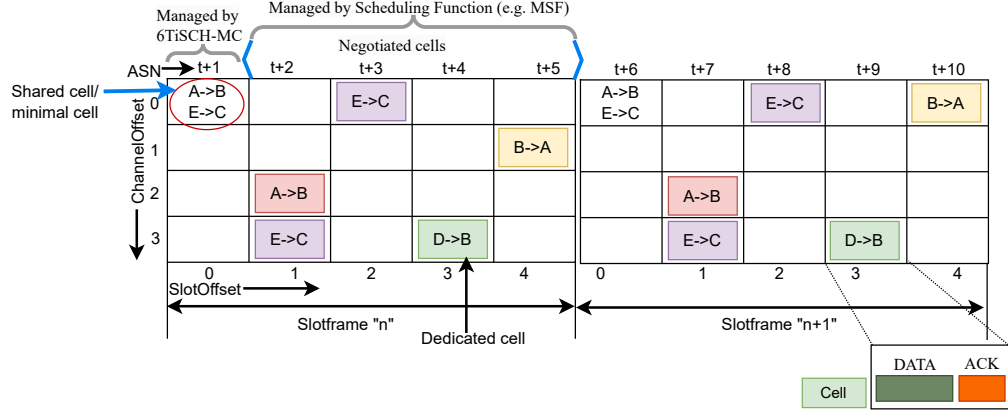 Managed by
6TiSCH-MC
Managed by Scheduling Function (e.g. MSF)
Negotiated cells
ASN
t+1
t+2
t+3
t+4
t+5
t+6
t+7
t+8
t+9
t+10
Shared cell/
minimal cell
ChannelOffset
0
A->B
E->C
E->C
A->B
E->C
E->C
B->A
1
B->A
2
A->B
A->B
3
E->C
D->B
E->C
D->B
0
1
2
3
4
0
1
2
3
4
SlotOffset
Slotframe "n"
Slotframe "n+1"
Dedicated cell
DATA
ACK
Cell